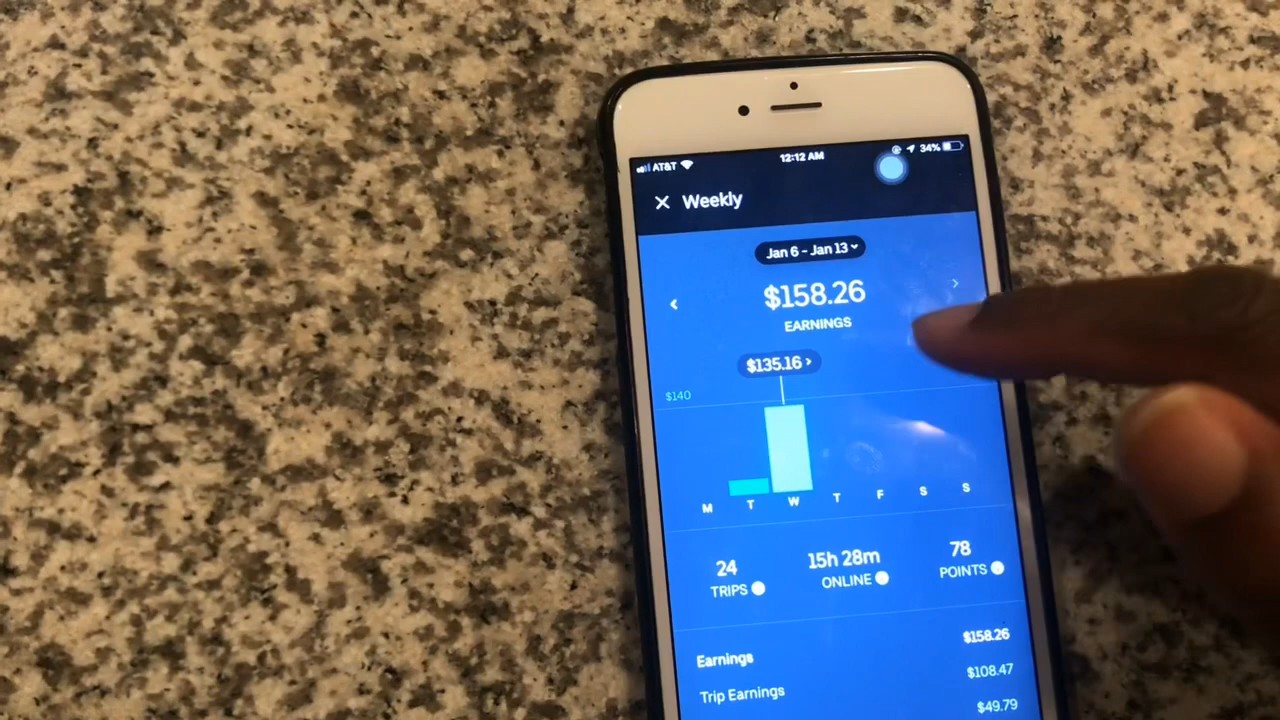 AT&T 12:12 AM 34%
Weekly
Jan 6 - Jan 13
$158.26
EARNINGS
$135.16
$140
M T W T F S S
24 15h 28m 78
TRIPS ONLINE POINTS
Earnings $158.26
Trip Earnings $108.47
$49.79